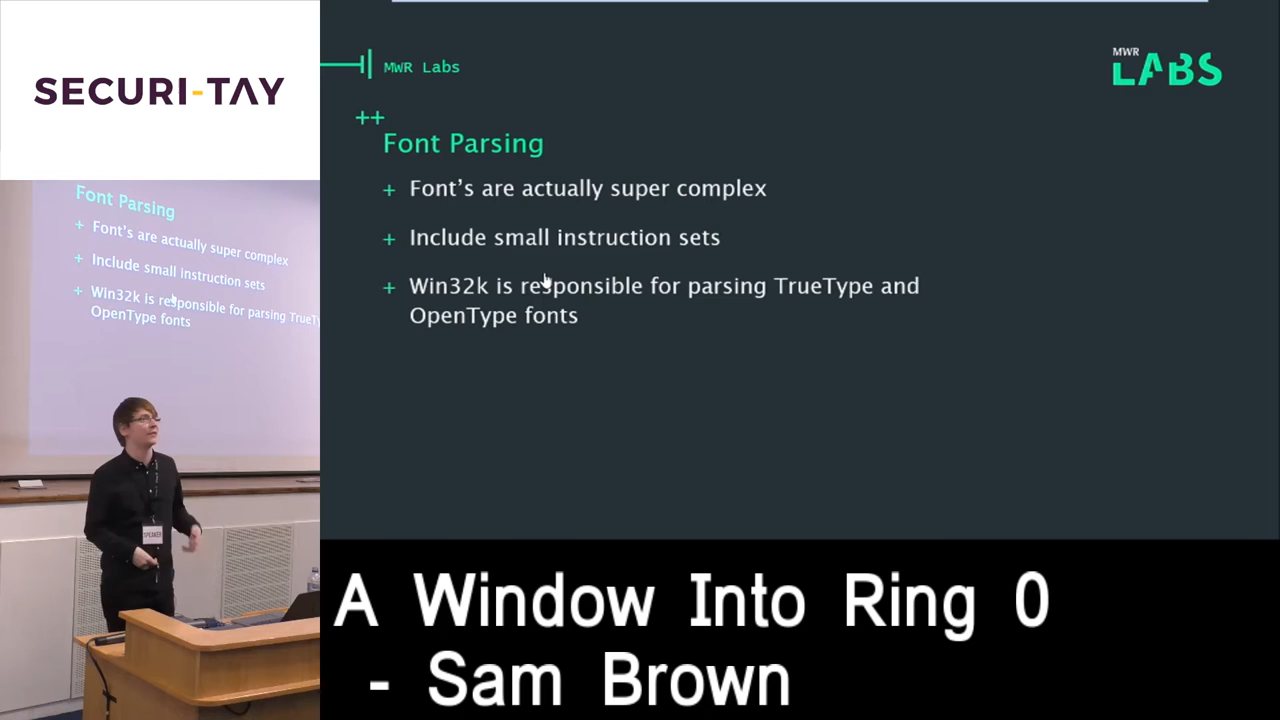 SECURI-TAY
MWR Labs
MWR
LABS
++
Font Parsing
+ Font's are actually super complex
+ Include small instruction sets
+ Win32k is responsible for parsing TrueType and
OpenType fonts
Font Parsing
+ Font's are actually super complex
+ Include small instruction sets
+ Win32k is responsible for parsing TrueTy
OpenType fonts
SPEAKER
A Window Into Ring 0
- Sam Brown